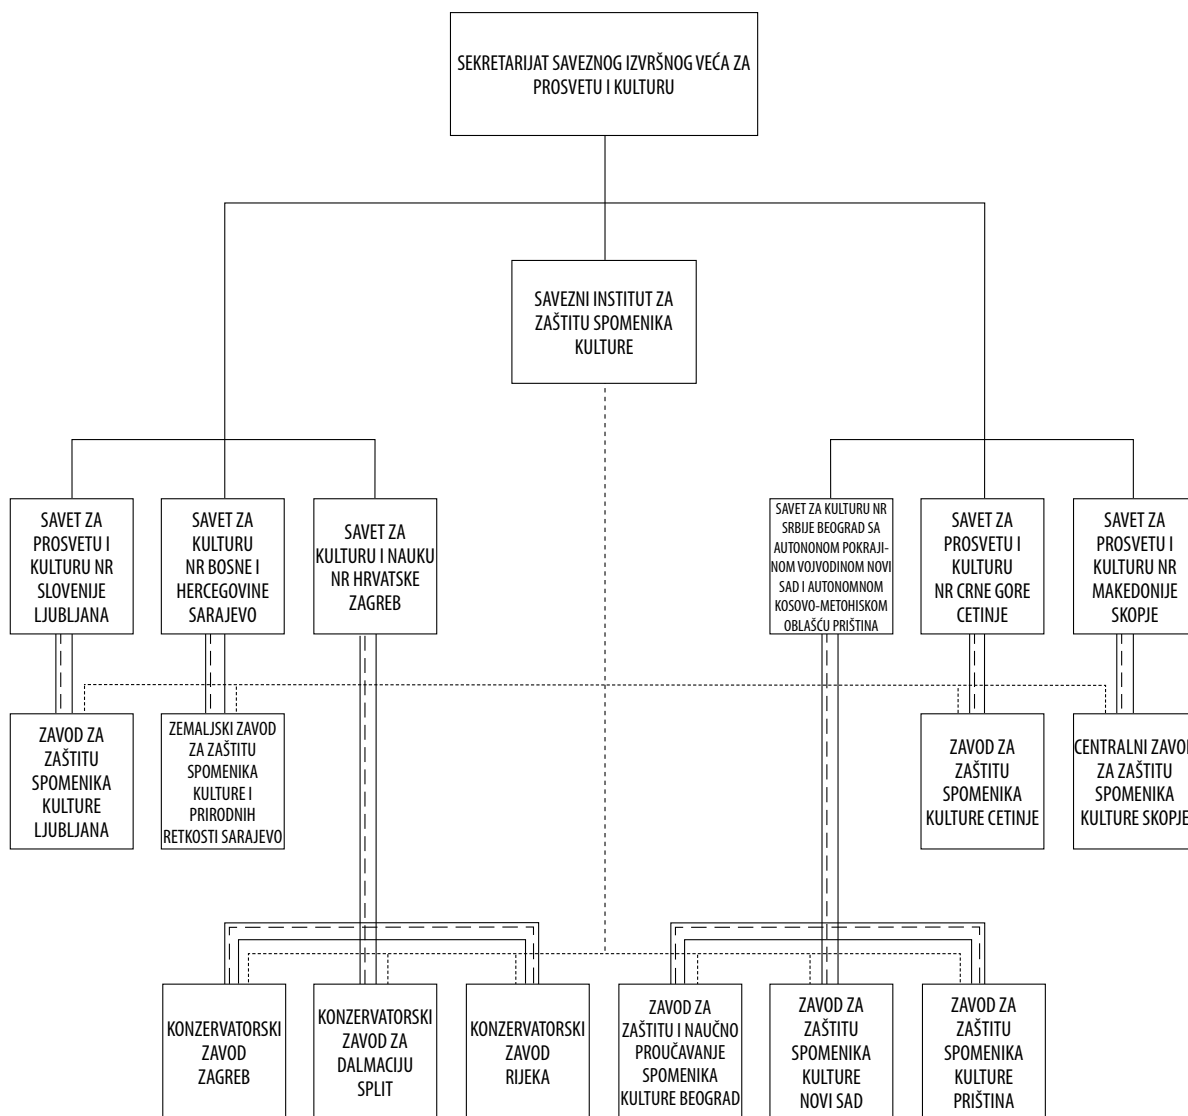 SEKRETARIJAT SAVEZNOG IZVRŠNOG VEĆA ZA
PROSVETU I KULTURU
SAVEZNI INSTITUT ZA
ZAŠTITU SPOMENIKA
KULTURE
SAVET ZA
PROSVETU I
KULTURU NR
SLOVENIJE
LJUBLJANA
SAVET ZA
KULTURU
NR BOSNE I
HERCEGOVINE
SARAJEVO
SAVET ZA
KULTURU I NAUKU
NR HRVATSKE
ZAGREB
SAVET ZA KULTURU NR
SRBIJE BEOGRAD SA
AUTONONOM POKRAJI-
NOM VOJVODINOM NOVI
SAD I AUTONOMNOM
KOSOVO-METOHISKOM
OBLAŠĆU PRIŠTINA
SAVET ZA
PROSVETU I
KULTURU
NR CRNE GORE
CETINJE
SAVET ZA
PROSVETU I
KULTURU NR
MAKEDONIJE
SKOPJE
ZAVOD ZA
ZAŠTITU
SPOMENIKA
KULTURE
LJUBLJANA
ZEMALJSKI ZAVOD
ZA ZAŠTITU
SPOMENIKA
KULTURE I
PRIRODNIH
RETKOSTI SARAJEVO
ZAVOD ZA
ZAŠTITU
SPOMENIKA
KULTURE CETINJE
CENTRALNI ZAVOD
ZA ZAŠTITU
SPOMENIKA
KULTURE SKOPJE
KONZERVATORSKI
ZAVOD
ZAGREB
KONZERVATORSKI
ZAVOD ZA
DALMACIJU
SPLIT
KONZERVATORSKI
ZAVOD
RIJEKA
ZAVOD ZA
ZAŠTITU I NAUČNO
PROUČAVANJE
SPOMENIKA
KULTURE BEOGRAD
ZAVOD ZA
ZAŠTITU
SPOMENIKA
KULTURE
NOVI SAD
ZAVOD ZA
ZAŠTITU
SPOMENIKA
KULTURE
PRIŠTINA